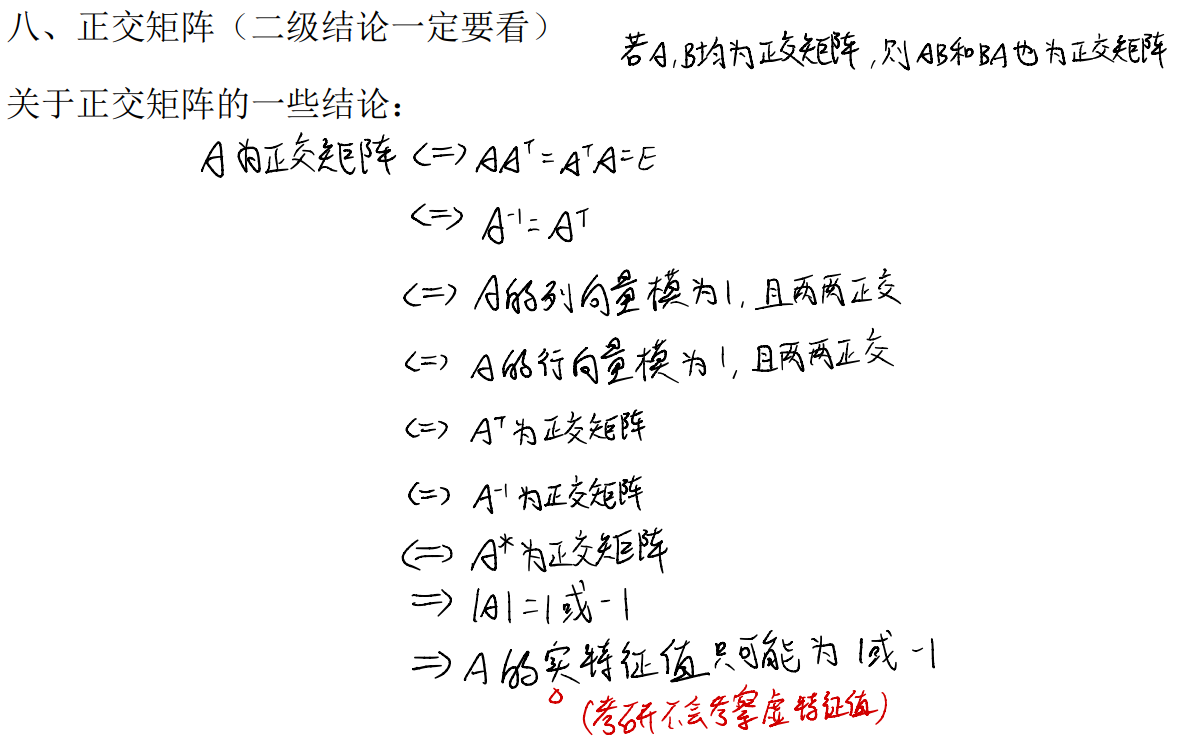 八、正交矩阵（二级结论一定要看）
若A,B均为正交矩阵,则AB和BA也为正交矩阵
关于正交矩阵的一些结论：
A为正交矩阵 <=> AAᵀ=AᵀA=E
<=> A⁻¹=Aᵀ
<=> A的列向量模为1,且两两正交
<=> A的行向量模为1,且两两正交
<=> Aᵀ为正交矩阵
<=> A⁻¹为正交矩阵
<=> A*为正交矩阵
=> |A|=1或-1
=> A的实特征值只可能为1或-1
(考研不会考察虚特征值)